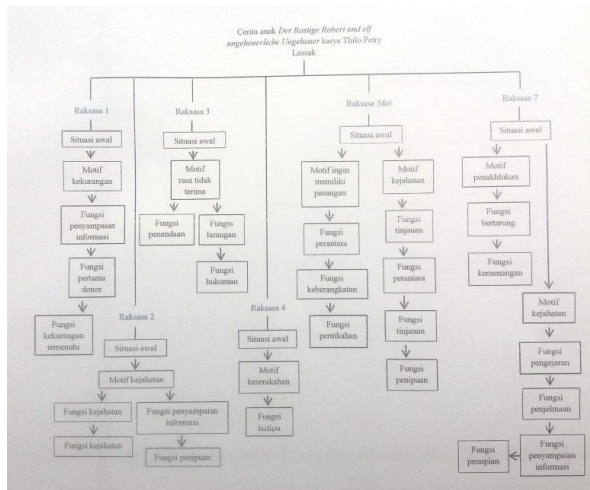 Cerita anak Der Rostige Robert und elf
ungeheuerliche Ungeheuer karya Thilo Petry
Lassak
Raksasa 1
Situasi awal
Motif
kekurangan
Fungsi
penyampaian
informasi
Fungsi
pertama
donor
Fungsi
kekurangan
terpenuhi
Raksasa 2
Situasi awal
Motif kejahatan
Fungsi kejahatan
Fungsi kejahatan
Fungsi penyampaian
informasi
Fungsi penipuan
Raksasa 3
Situasi awal
Motif
rasa tidak
terima
Fungsi
penandaan
Fungsi
larangan
Fungsi
hukuman
Raksasa 4
Situasi awal
Motif
keserakahan
Fungsi
tertipu
Raksasa 5&6
Situasi awal
Motif ingin
memiliki
pasangan
Fungsi
perantara
Fungsi
keberangkatan
Fungsi
pernikahan
Motif
kejahatan
Fungsi
tinjauan
Fungsi
perantara
Fungsi
tinjauan
Fungsi
penipuan
Raksasa 7
Situasi awal
Motif
penakhlukan
Fungsi
bertarung
Fungsi
kemenangan
Motif
kejahatan
Fungsi
pengejaran
Fungsi
penjelmaan
Fungsi
penyampaian
informasi
Fungsi
penupian